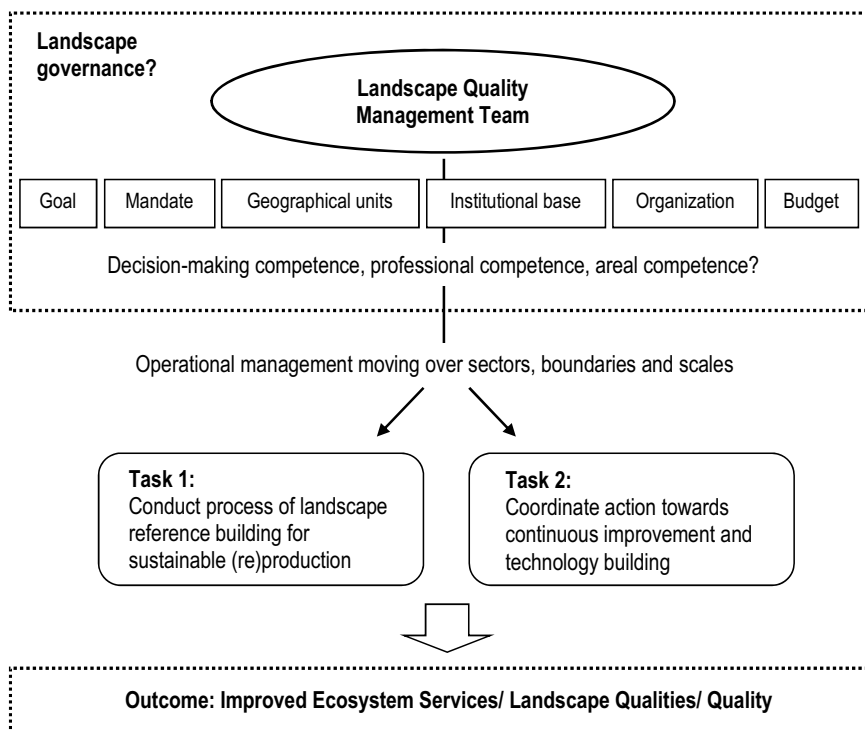 Landscape
governance?
Landscape Quality
Management Team
Goal
Mandate
Geographical units
Institutional base
Organization
Budget
Decision-making competence, professional competence, areal competence?
Operational management moving over sectors, boundaries and scales
Task 1:
Conduct process of landscape
reference building for
sustainable (re)production
Task 2:
Coordinate action towards
continuous improvement and
technology building
Outcome: Improved Ecosystem Services/ Landscape Qualities/ Quality